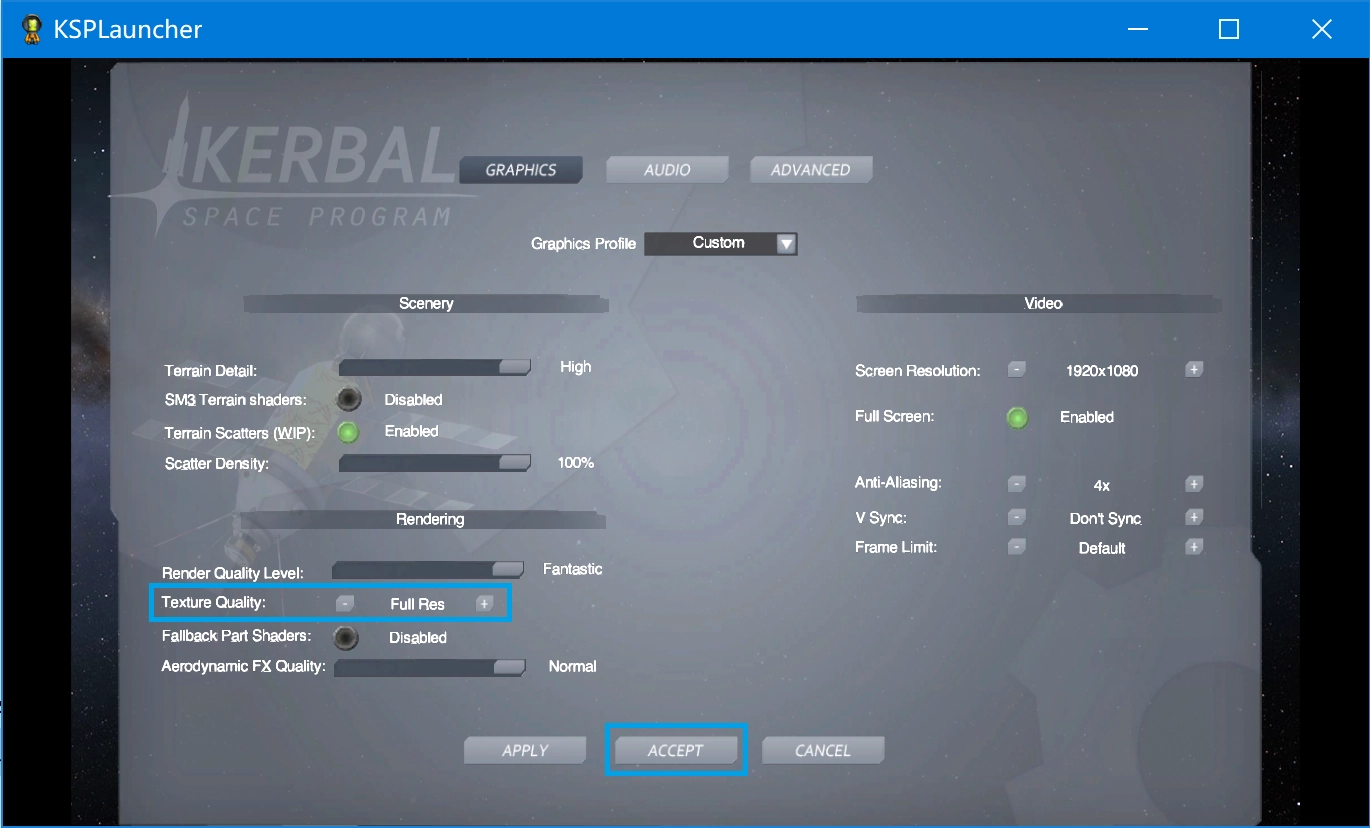 KSPLauncher
KERBAL
SPACE PROGRAM
GRAPHICS AUDIO ADVANCED
Graphics Profile Custom
Scenery
Terrain Detail: High
SM3 Terrain shaders: Disabled
Terrain Scatters (WIP): Enabled
Scatter Density: 100%
Rendering
Render Quality Level: Fantastic
Texture Quality: - Full Res +
Fallback Part Shaders: Disabled
Aerodynamic FX Quality: Normal
Video
Screen Resolution: - 1920x1080 +
Full Screen: Enabled
Anti-Aliasing: - 4x +
V Sync: - Don't Sync +
Frame Limit: - Default +
APPLY ACCEPT CANCEL